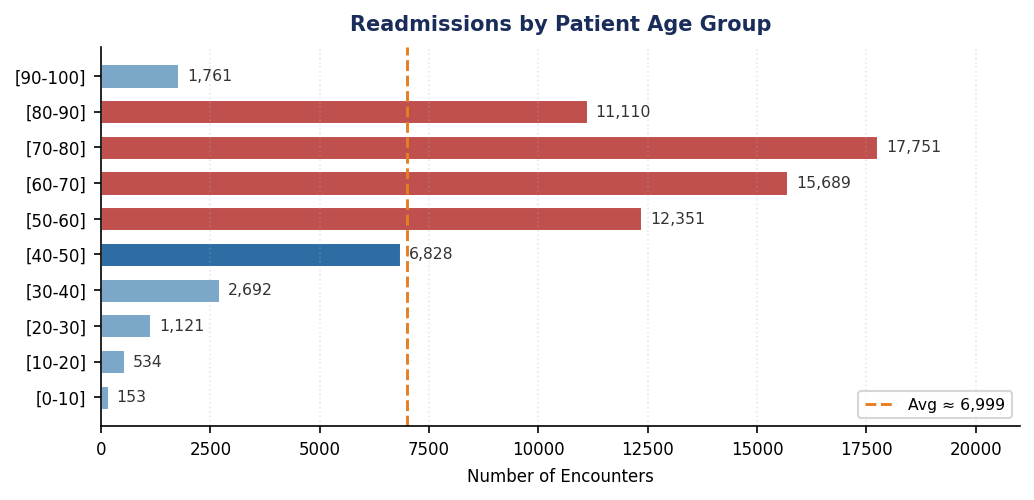 Readmissions by Patient Age Group
[90-100] 1,761
[80-90] 11,110
[70-80] 17,751
[60-70] 15,689
[50-60] 12,351
[40-50] 6,828
[30-40] 2,692
[20-30] 1,121
[10-20] 534
[0-10] 153
Avg ≈ 6,999
0 2500 5000 7500 10000 12500 15000 17500 20000
Number of Encounters